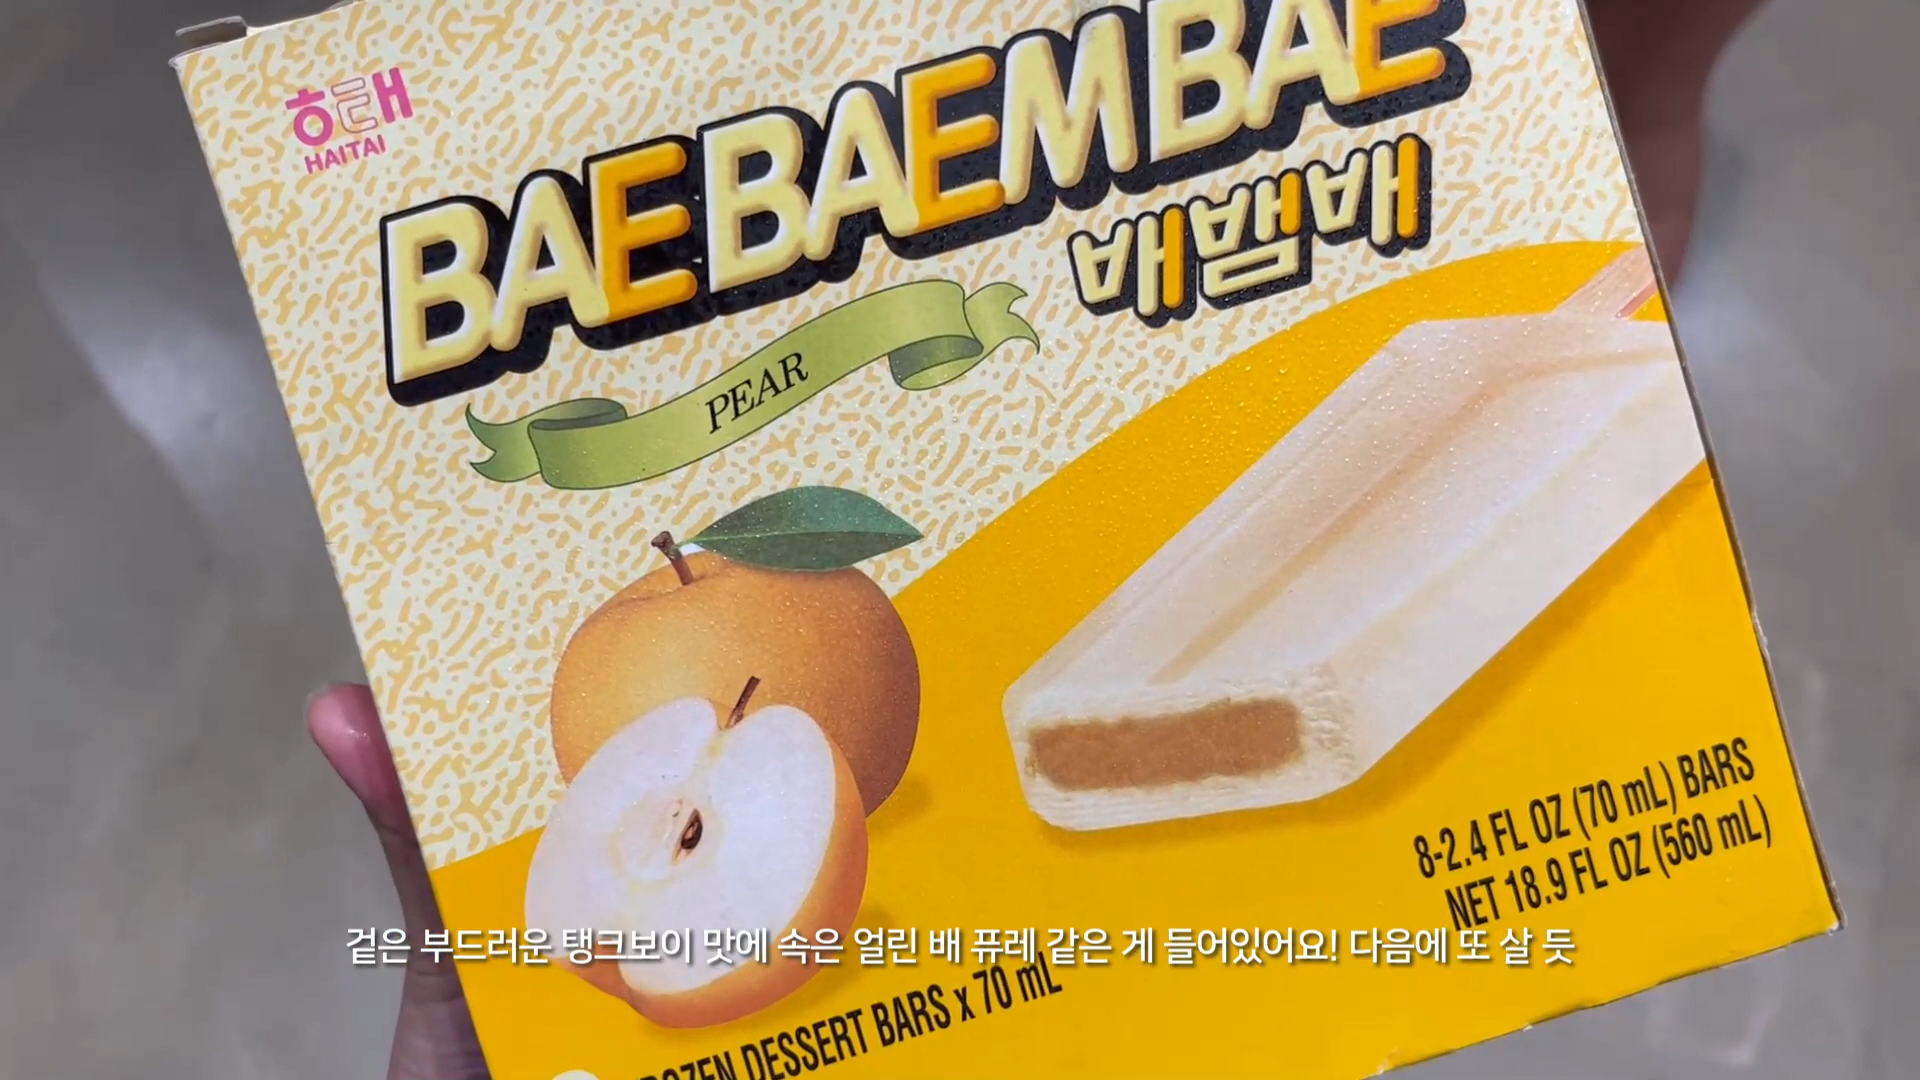 해태
HAITAI
BAEBAEMBAE
배뱀배
PEAR
8-2.4 FL OZ (70 mL) BARS
NET 18.9 FL OZ (560 mL)
겉은 부드러운 탱크보이 맛에 속은 얼린 배 퓨레 같은 게 들어있어요! 다음에 또 살 듯
DESSERT BARS x 70 mL